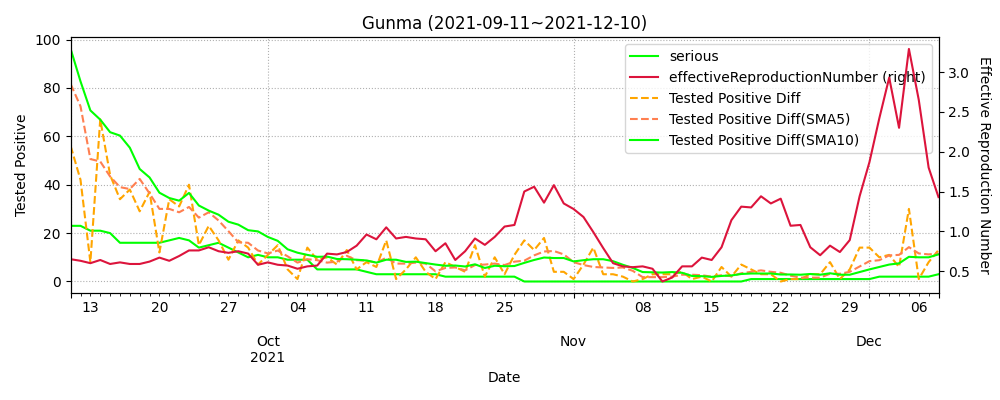 Gunma (2021-09-11~2021-12-10)
serious
effectiveReproductionNumber (right)
Tested Positive Diff
Tested Positive Diff(SMA5)
Tested Positive Diff(SMA10)
Tested Positive
100
80
60
40
20
0
3.0
2.5
2.0
1.5
1.0
0.5
Effective Reproduction Number
13 20 27 04 11 18 25 08 15 22 29 06
Oct Nov Dec
2021
Date